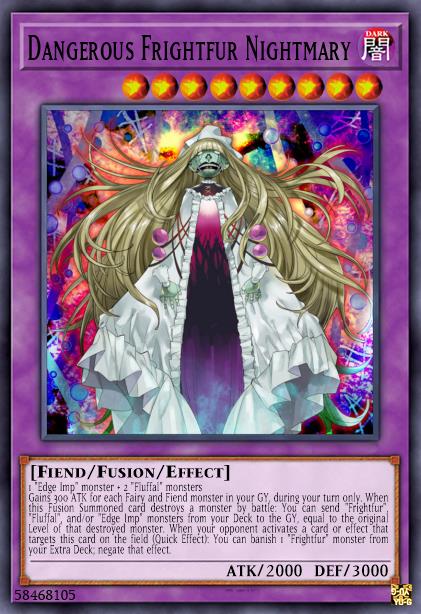 DANGEROUS FRIGHTFUR NIGHTMARY
DARK
闇
[FIEND/FUSION/EFFECT]
1 "Edge Imp" monster + 2 "Fluffal" monsters
Gains 300 ATK for each Fairy and Fiend monster in your GY, during your turn only. When
this Fusion Summoned card destroys a monster by battle: You can send "Frightfur",
"Fluffal", and/or "Edge Imp" monsters from your Deck to the GY, equal to the original
Level of that destroyed monster. When your opponent activates a card or effect that
targets this card on the field (Quick Effect): You can banish 1 "Frightfur" monster from
your Extra Deck; negate that effect.
ATK/2000 DEF/3000
58468105